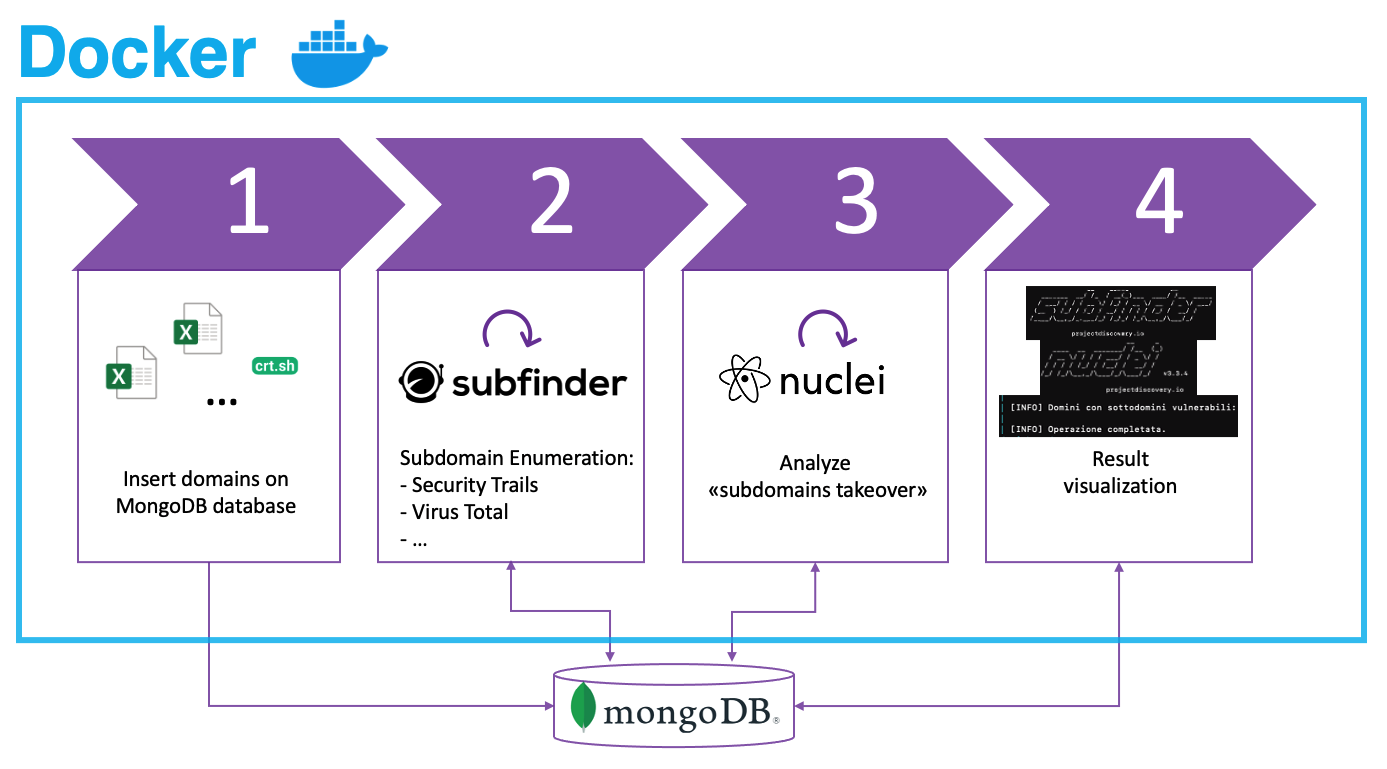 Docker
1
2
3
4
X
X
crt.sh
...
Insert domains on
MongoDB database
subfinder
Subdomain Enumeration:
- Security Trails
- Virus Total
- ...
nuclei
Analyze
«subdomains takeover»
subfinder
projectdiscovery.io
nuclei
v3.3.4
projectdiscovery.io
[INFO] Domini con sottodomini vulnerabili:
[INFO] Operazione completata.
Result
visualization
mongoDB®